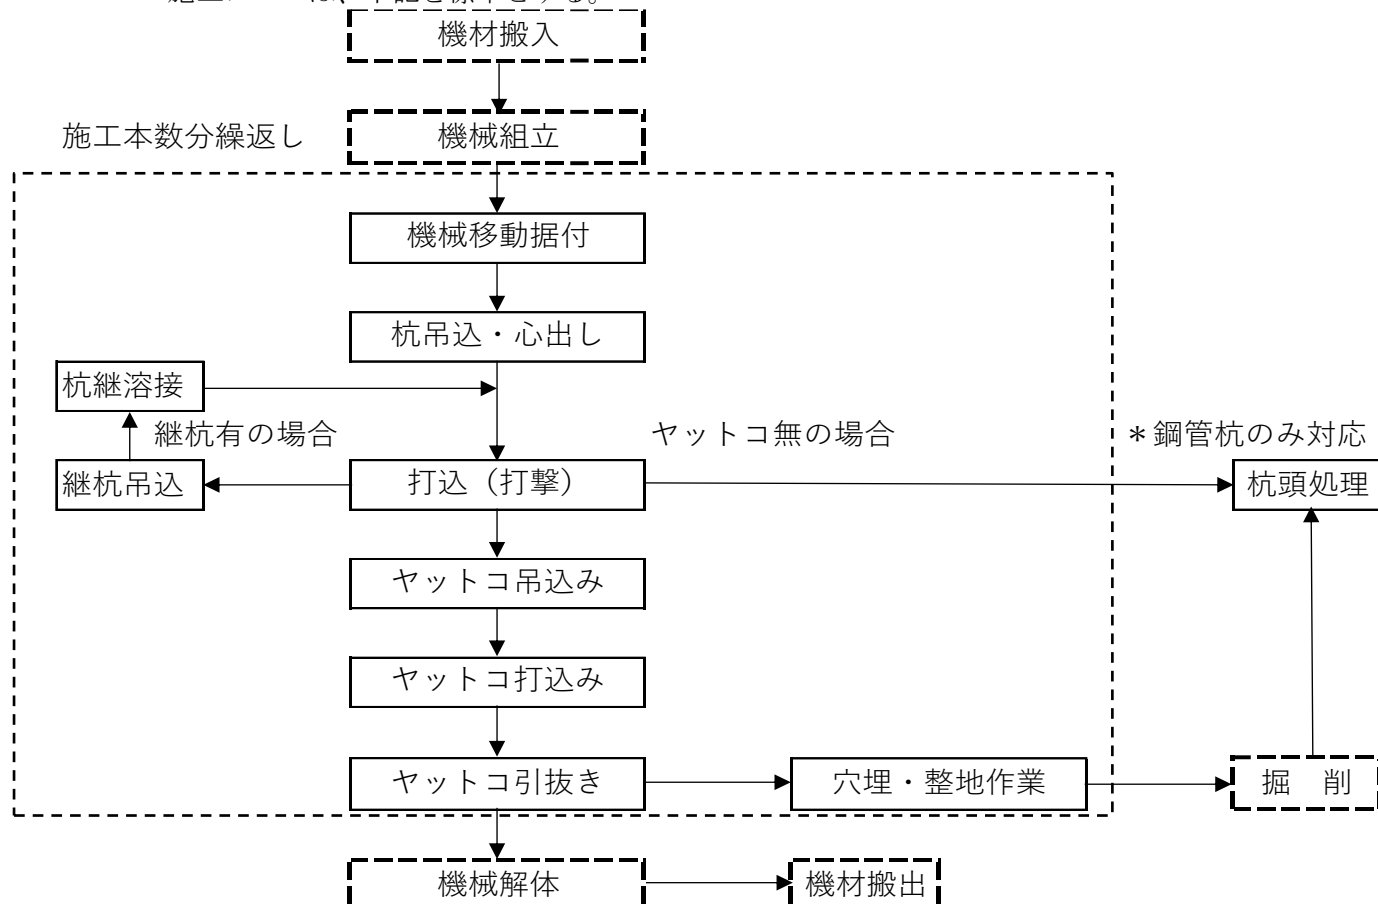 機材搬入
施工本数分繰返し
機械組立
機械移動据付
杭吊込・心出し
杭継溶接
継杭有の場合
ヤットコ無の場合
＊鋼管杭のみ対応
継杭吊込
打込（打撃）
杭頭処理
ヤットコ吊込み
ヤットコ打込み
ヤットコ引抜き
穴埋・整地作業
掘　削
機械解体
機材搬出